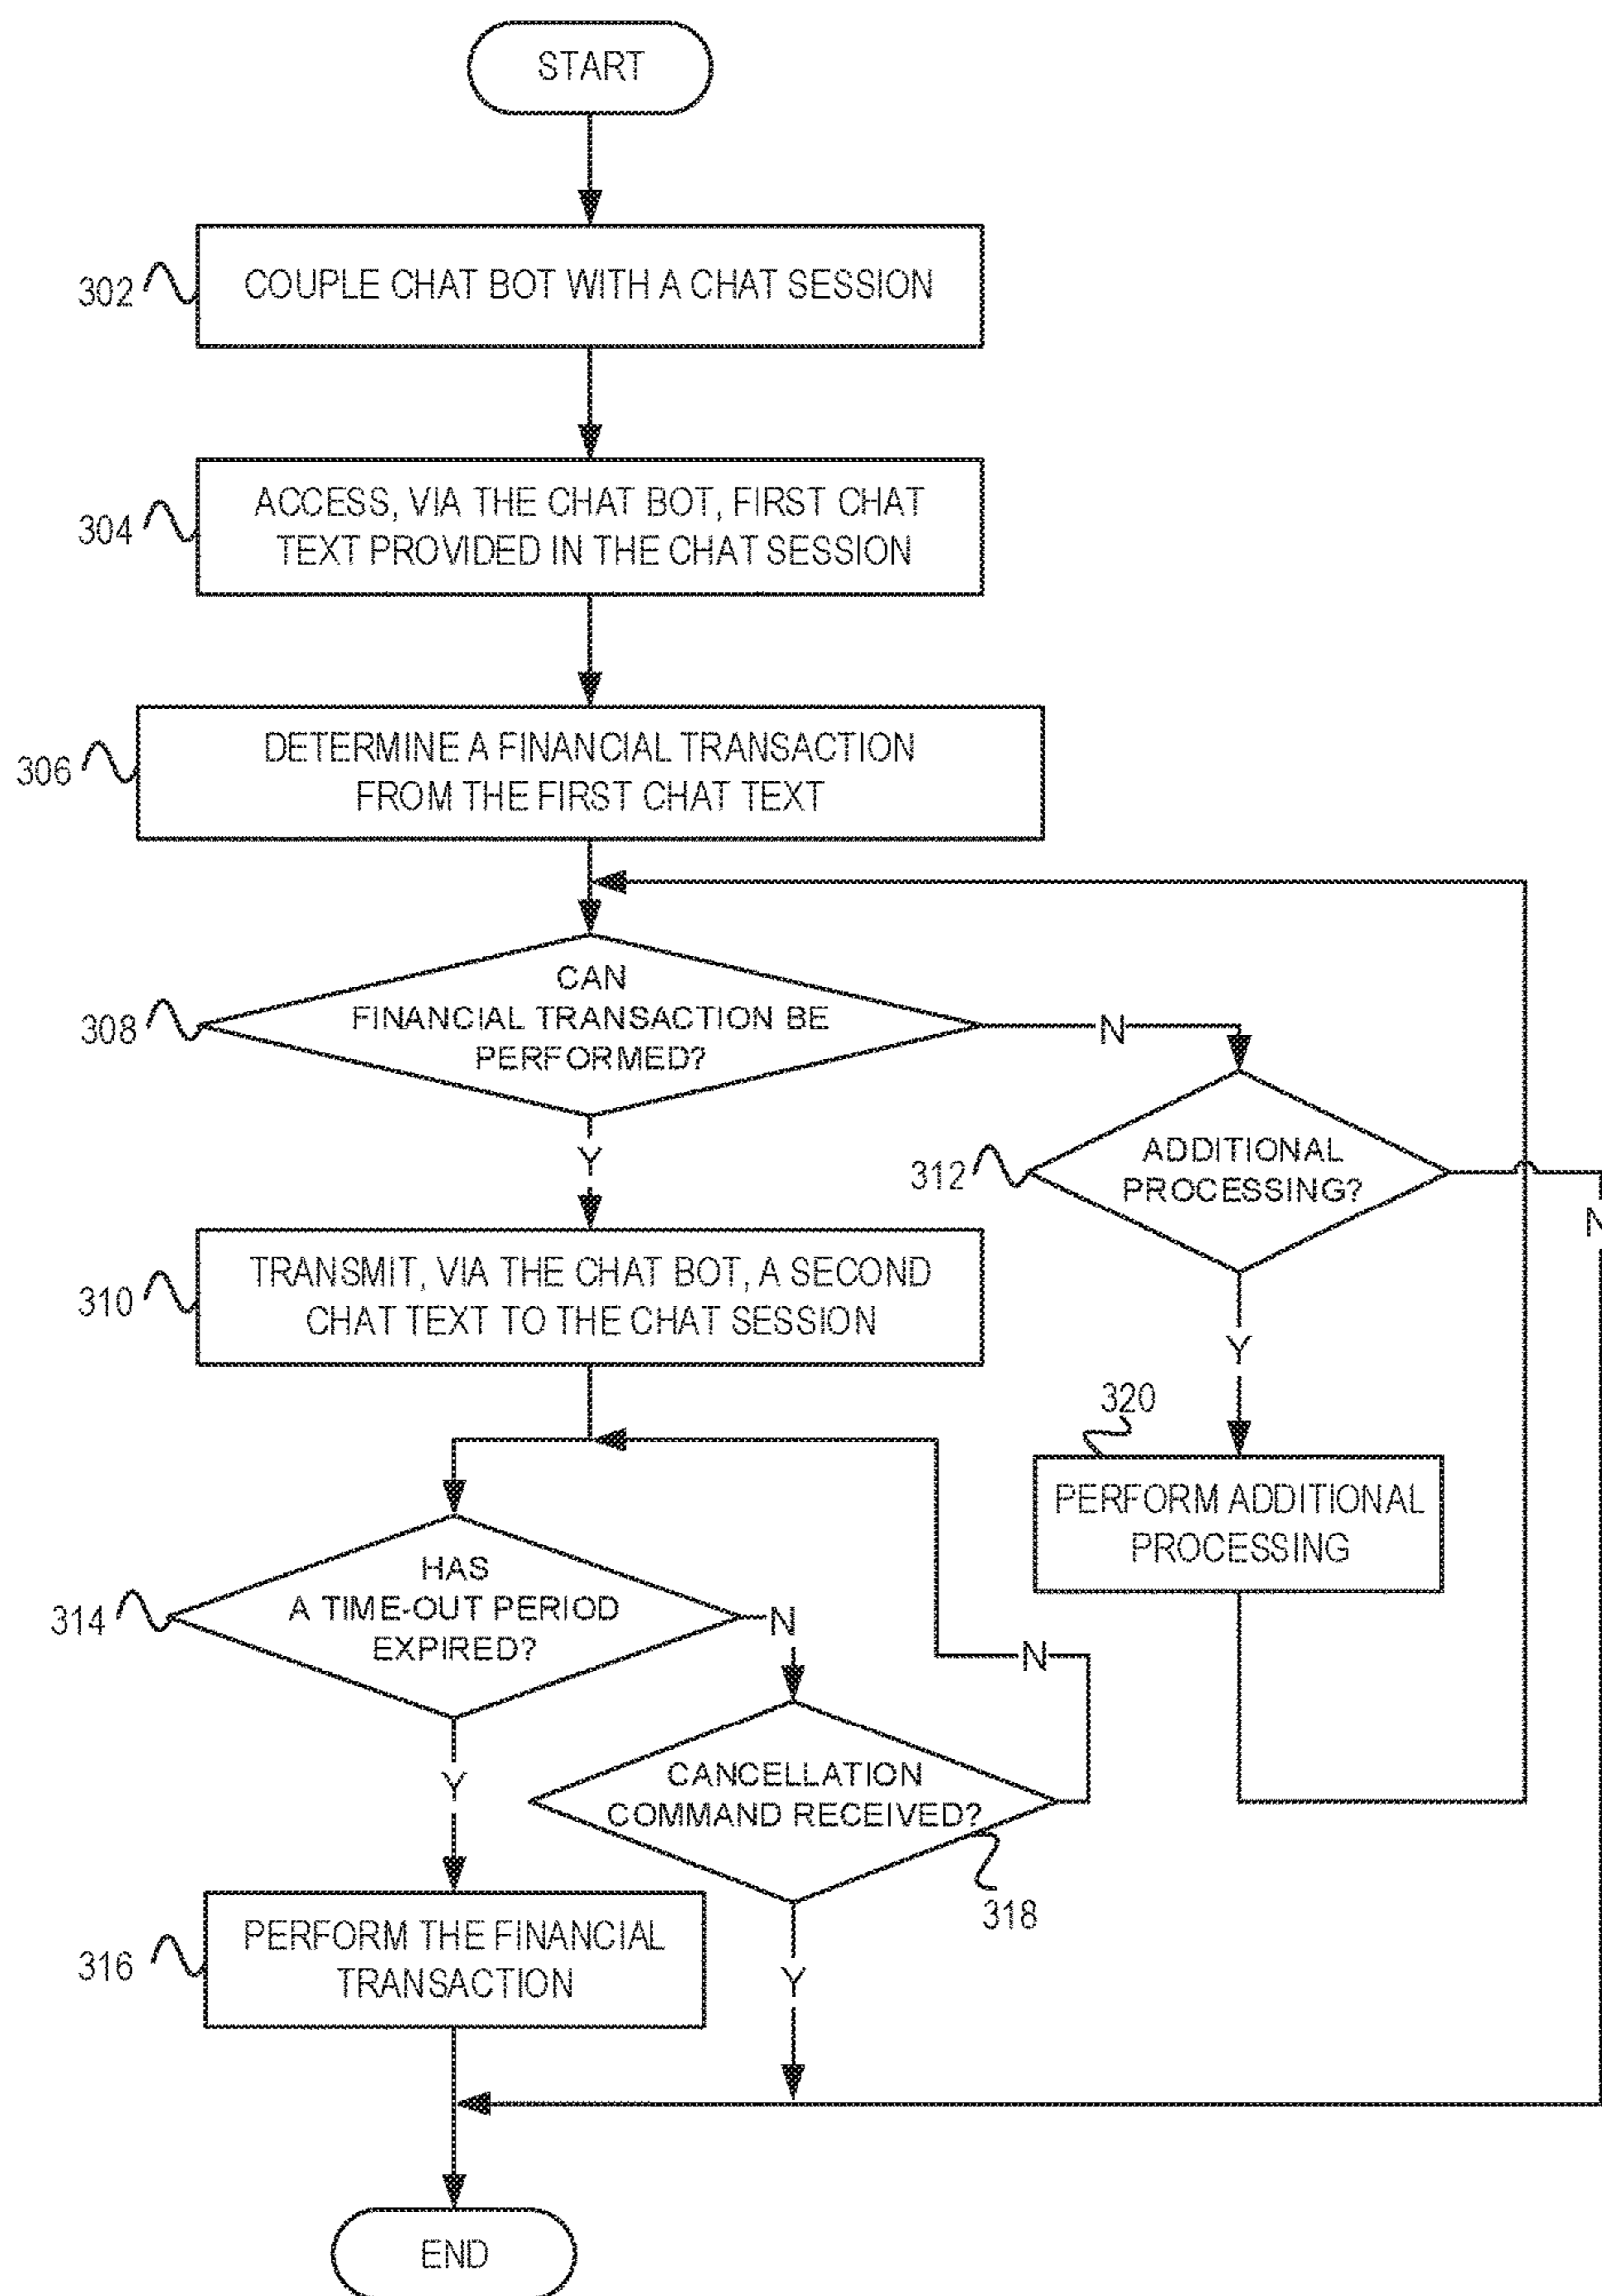 START
302
COUPLE CHAT BOT WITH A CHAT SESSION
304
ACCESS, VIA THE CHAT BOT, FIRST CHAT
TEXT PROVIDED IN THE CHAT SESSION
306
DETERMINE A FINANCIAL TRANSACTION
FROM THE FIRST CHAT TEXT
308
CAN
FINANCIAL TRANSACTION BE
PERFORMED?
N
Y
312
ADDITIONAL
PROCESSING?
N
Y
310
TRANSMIT, VIA THE CHAT BOT, A SECOND
CHAT TEXT TO THE CHAT SESSION
320
PERFORM ADDITIONAL
PROCESSING
314
HAS
A TIME-OUT PERIOD
EXPIRED?
N
Y
N
CANCELLATION
COMMAND RECEIVED?
318
Y
316
PERFORM THE FINANCIAL
TRANSACTION
END